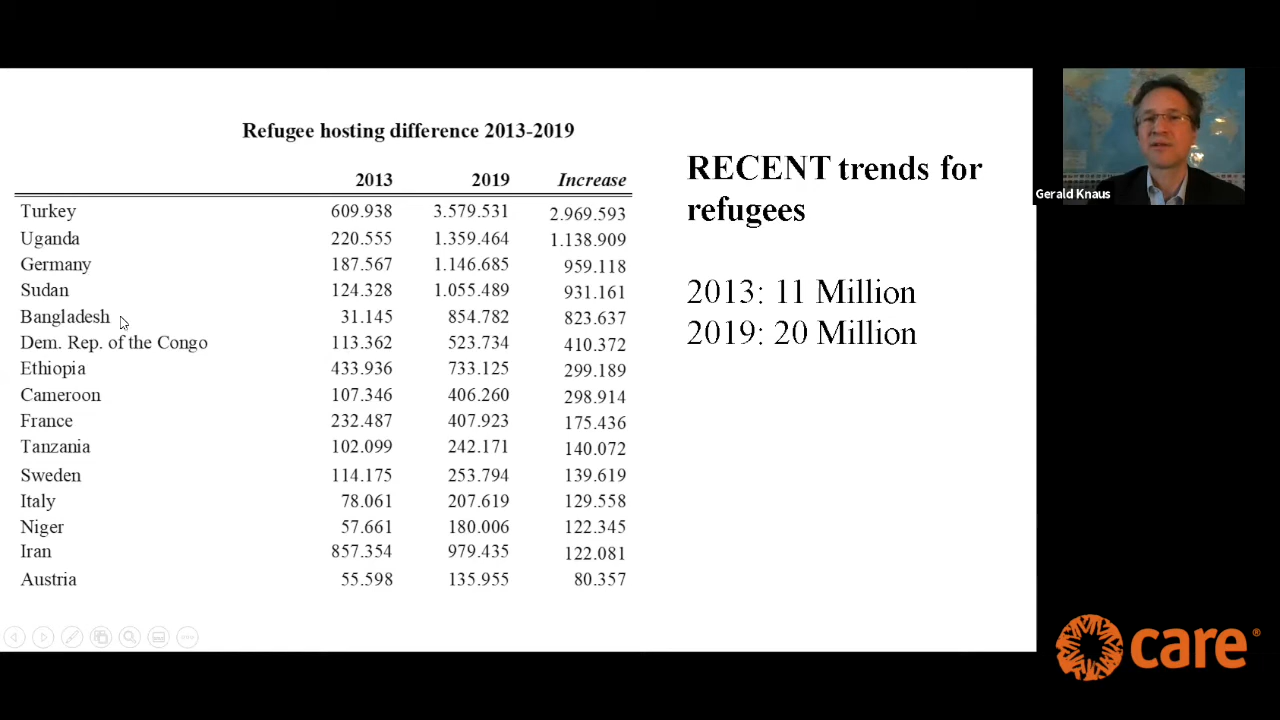 Refugee hosting difference 2013-2019
2013 2019 Increase
Turkey 609.938 3.579.531 2.969.593
Uganda 220.555 1.359.464 1.138.909
Germany 187.567 1.146.685 959.118
Sudan 124.328 1.055.489 931.161
Bangladesh 31.145 854.782 823.637
Dem. Rep. of the Congo 113.362 523.734 410.372
Ethiopia 433.936 733.125 299.189
Cameroon 107.346 406.260 298.914
France 232.487 407.923 175.436
Tanzania 102.099 242.171 140.072
Sweden 114.175 253.794 139.619
Italy 78.061 207.619 129.558
Niger 57.661 180.006 122.345
Iran 857.354 979.435 122.081
Austria 55.598 135.955 80.357
RECENT trends for
refugees
2013: 11 Million
2019: 20 Million
Gerald Knaus
care®